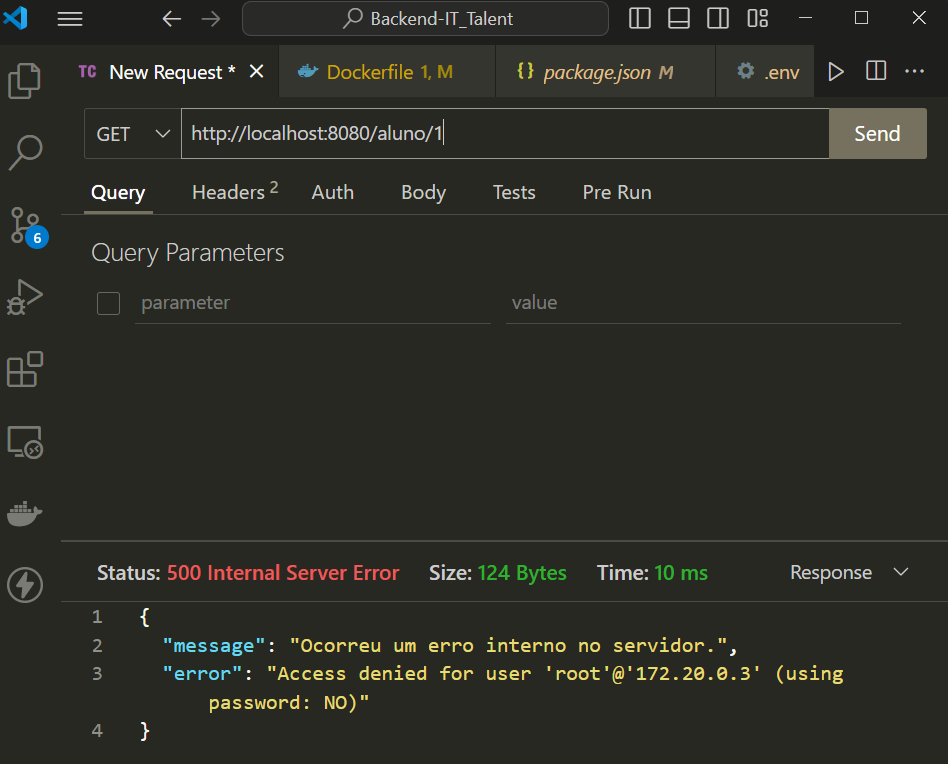 Backend-IT_Talent
TC New Request * Dockerfile 1, M {} package.json M .env ...
GET http://localhost:8080/aluno/1 Send
Query Headers 2 Auth Body Tests Pre Run
6
Query Parameters
parameter value
Status: 500 Internal Server Error Size: 124 Bytes Time: 10 ms Response
1 {
2 "message": "Ocorreu um erro interno no servidor.",
3 "error": "Access denied for user 'root'@'172.20.0.3' (using
password: NO)"
4 }